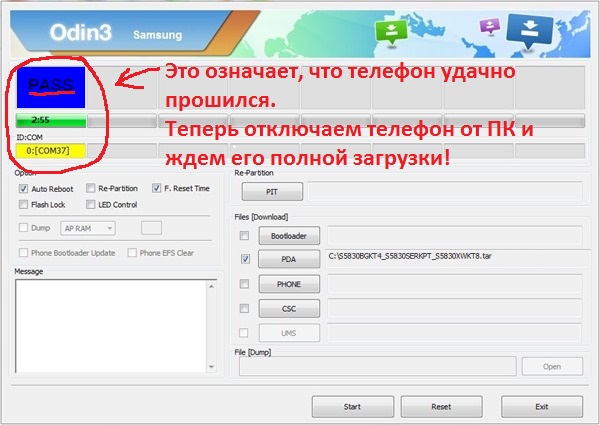 Odin3 Samsung
PASS
Это означает, что телефон удачно
прошился.
Теперь отключаем телефон от ПК и
ждем его полной загрузки!
2:55
ID:COM
0:[COM37]
Option
Auto Reboot Re-Partition F. Reset Time
Flash Lock LED Control
Dump AP RAM
Phone Bootloader Update Phone EFS Clear
Message
Re-Partition
PIT
Files [Download]
Bootloader
PDA C:\S5830BGKT4_S5830SERKPT_S5830XWKT8.tar
PHONE
CSC
UMS
File [Dump]
Open
Start Reset Exit